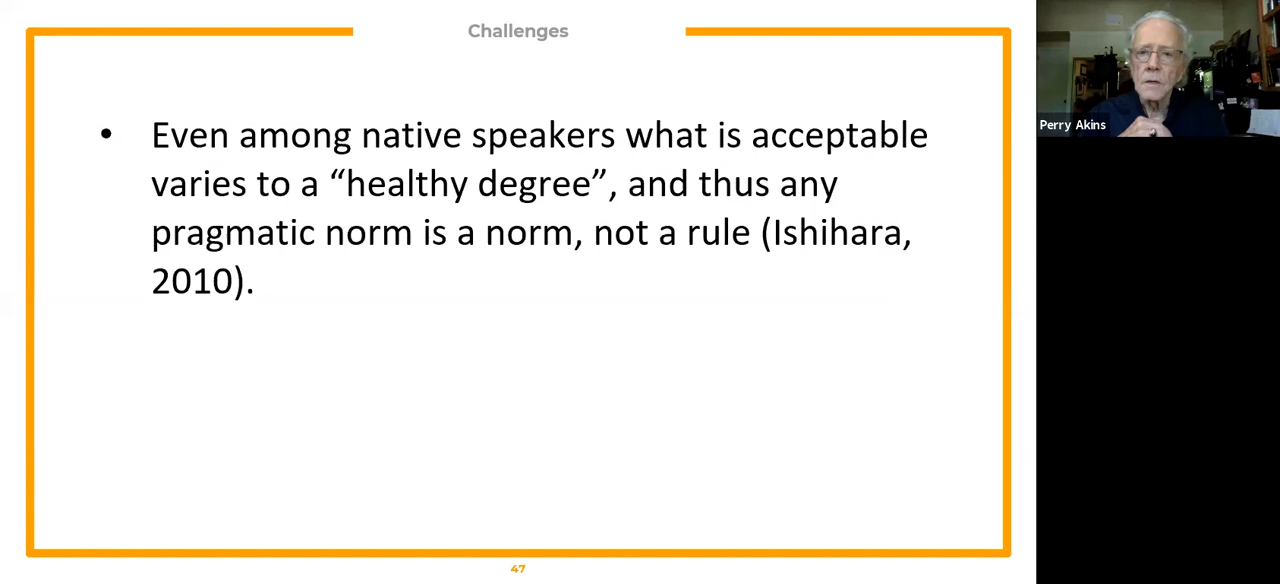 Challenges
• Even among native speakers what is acceptable
varies to a “healthy degree”, and thus any
pragmatic norm is a norm, not a rule (Ishihara,
2010).
47
Perry Akins